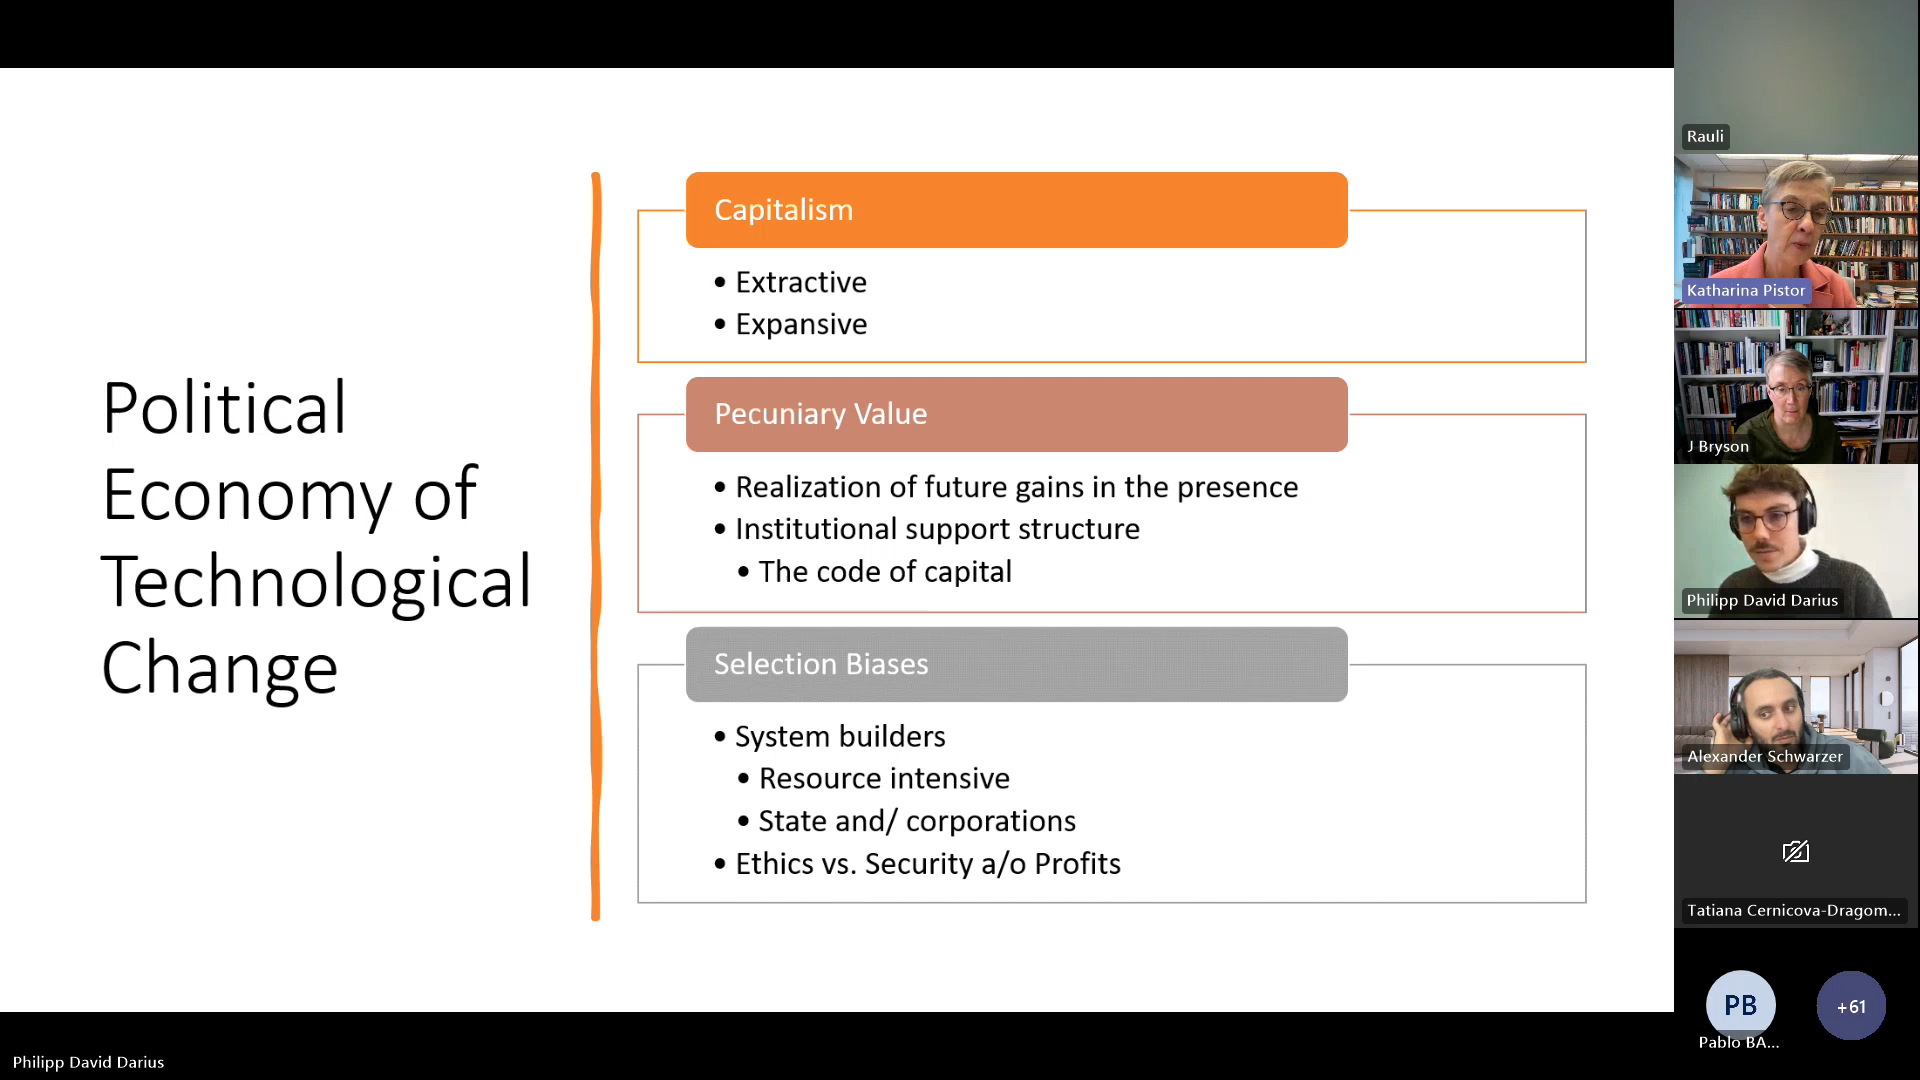 Political
Economy of
Technological
Change
Capitalism
• Extractive
• Expansive
Pecuniary Value
• Realization of future gains in the presence
• Institutional support structure
• The code of capital
Selection Biases
• System builders
• Resource intensive
• State and/ corporations
• Ethics vs. Security a/o Profits
Rauli
Katharina Pistor
J Bryson
Philipp David Darius
Alexander Schwarzer
Tatiana Cernicova-Dragom...
PB
Pablo BA...
+61
Philipp David Darius